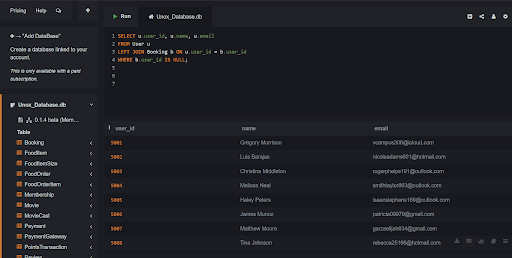 Pricing Help
Run
Unox_Database.db
"Add DataBase"
Create a database linked to your
account.
This is only available with a paid
subscription.
Unox_Database.db
0.1.4 beta (Mem...
Table
Booking
FoodItem
FoodItemSize
FoodOrder
FoodOrderItem
Membership
Movie
MovieCast
Payment
PaymentGateway
PointsTransaction
Review
1 SELECT u.user_id, u.name, u.email
2 FROM User u
3 LEFT JOIN Booking b ON u.user_id = b.user_id
4 WHERE b.user_id IS NULL;
5
6
7
user_id name email
5001 Gregory Morrison vcampos308@icloud.com
5002 Luis Barajas nicoleadams601@hotmail.com
5003 Christina Middleton rogerphelps191@outlook.com
5004 Melissa Neal smithtaylor963@outlook.com
5005 Haley Peters isaacstephens169@outlook.com
5006 James Munoz patricia09979@gmail.com
5007 Matthew Moore garzaelijah634@gmail.com
5008 Tina Johnson rebecca25166@hotmail.com